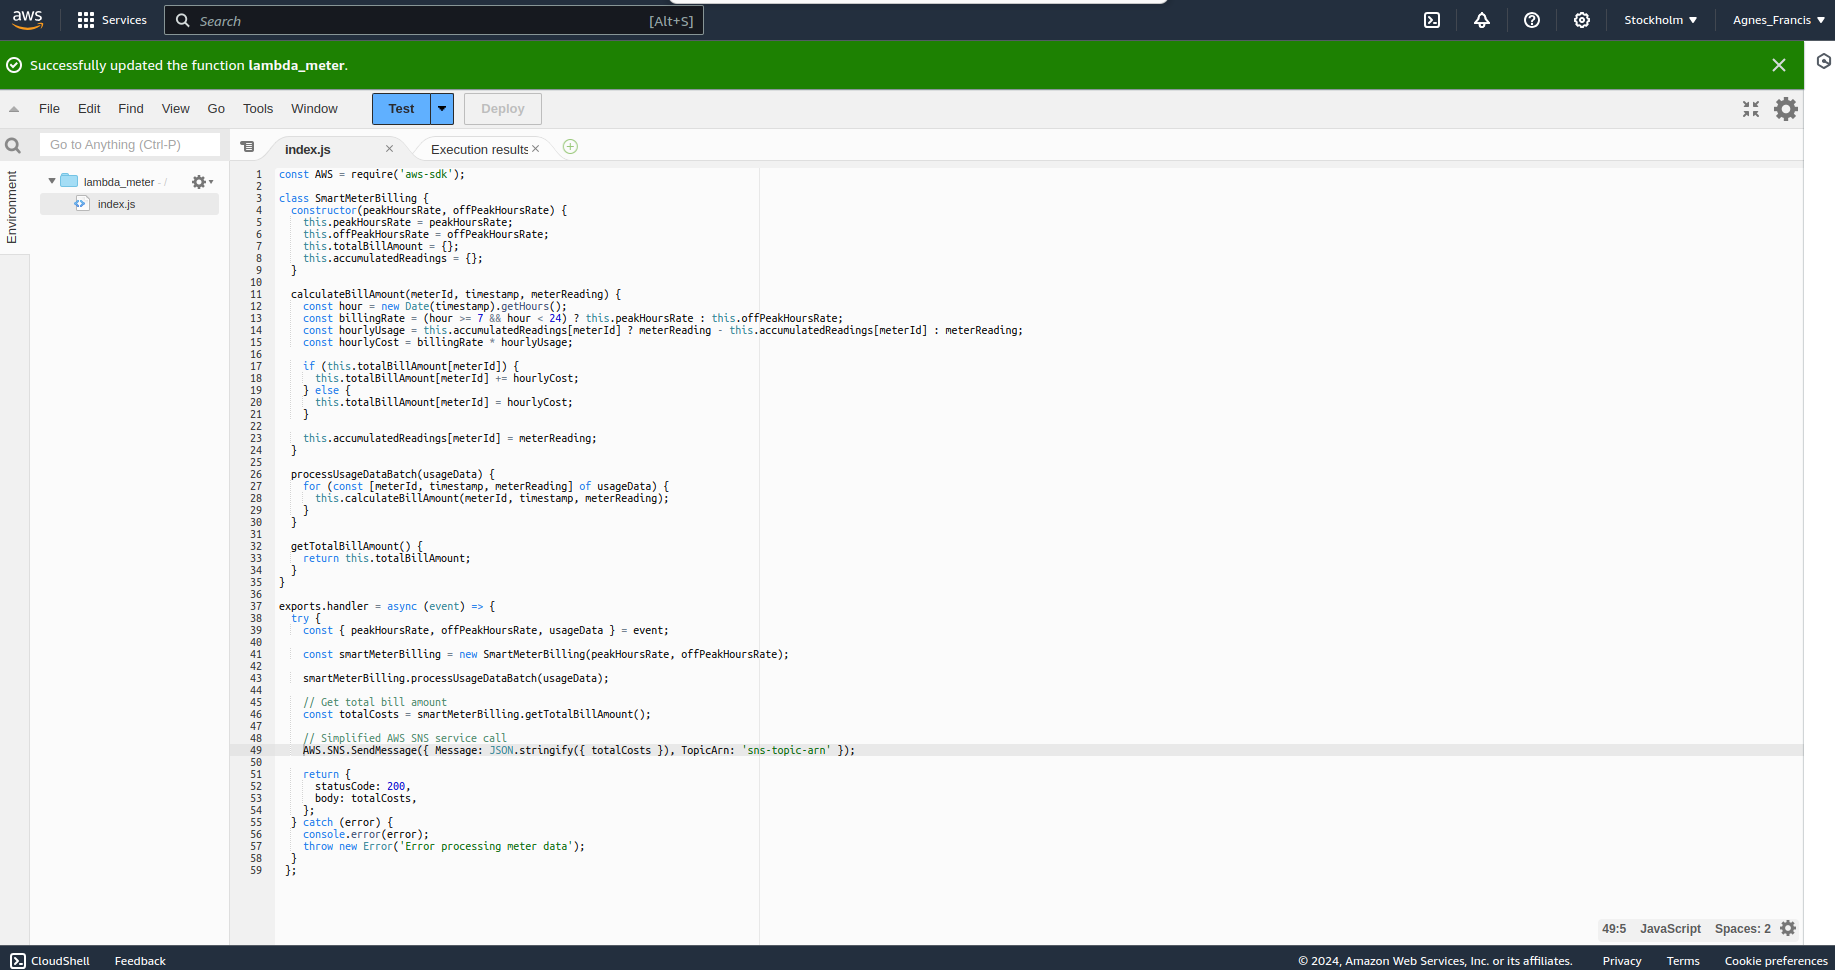 aws Services Search [Alt+S] Stockholm Agnes_Francis
Successfully updated the function lambda_meter.
File Edit Find View Go Tools Window Test Deploy
Go to Anything (Ctrl-P)
index.js Execution results
Environment
lambda_meter - /
index.js
1 const AWS = require('aws-sdk');
2
3 class SmartMeterBilling {
4 constructor(peakHoursRate, offPeakHoursRate) {
5 this.peakHoursRate = peakHoursRate;
6 this.offPeakHoursRate = offPeakHoursRate;
7 this.totalBillAmount = {};
8 this.accumulatedReadings = {};
9 }
10
11 calculateBillAmount(meterId, timestamp, meterReading) {
12 const hour = new Date(timestamp).getHours();
13 const billingRate = (hour >= 7 && hour < 24) ? this.peakHoursRate : this.offPeakHoursRate;
14 const hourlyUsage = this.accumulatedReadings[meterId] ? meterReading - this.accumulatedReadings[meterId] : meterReading;
15 const hourlyCost = billingRate * hourlyUsage;
16
17 if (this.totalBillAmount[meterId]) {
18 this.totalBillAmount[meterId] += hourlyCost;
19 } else {
20 this.totalBillAmount[meterId] = hourlyCost;
21 }
22
23 this.accumulatedReadings[meterId] = meterReading;
24 }
25
26 processUsageDataBatch(usageData) {
27 for (const [meterId, timestamp, meterReading] of usageData) {
28 this.calculateBillAmount(meterId, timestamp, meterReading);
29 }
30 }
31
32 getTotalBillAmount() {
33 return this.totalBillAmount;
34 }
35 }
36
37 exports.handler = async (event) => {
38 try {
39 const { peakHoursRate, offPeakHoursRate, usageData } = event;
40
41 const smartMeterBilling = new SmartMeterBilling(peakHoursRate, offPeakHoursRate);
42
43 smartMeterBilling.processUsageDataBatch(usageData);
44
45 // Get total bill amount
46 const totalCosts = smartMeterBilling.getTotalBillAmount();
47
48 // Simplified AWS SNS service call
49 AWS.SNS.SendMessage({ Message: JSON.stringify({ totalCosts }), TopicArn: 'sns-topic-arn' });
50
51 return {
52 statusCode: 200,
53 body: totalCosts,
54 };
55 } catch (error) {
56 console.error(error);
57 throw new Error('Error processing meter data');
58 }
59 };
49:5 JavaScript Spaces: 2
CloudShell Feedback © 2024, Amazon Web Services, Inc. or its affiliates. Privacy Terms Cookie preferences